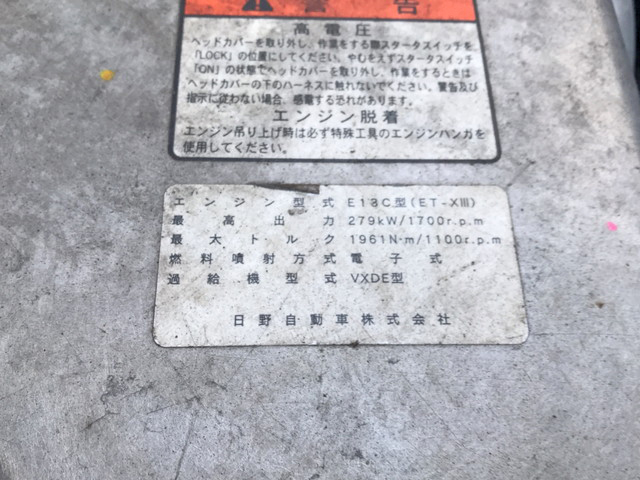 警告
高電圧
ヘッドカバーを取り外し、作業をする際スタータスイッチを
「LOCK」の位置にしてください。やむをえずスタータスイッチ
「ON」の状態でヘッドカバーを取り外し、作業をするときは
ヘッドカバーの下のハーネスに触れないでください。警告及び
指示に従わない場合、感電する恐れがあります。
エンジン脱着
エンジン吊り上げ時は必ず特殊工具のエンジンハンガを
使用してください。
エンジン型式 E13C型(ET-XIII)
最高出力 279kW/1700r.p.m
最大トルク 1961N-m/1100r.p.m
燃料噴射方式 電子式
過給機型式 VXDE型
日野自動車株式会社